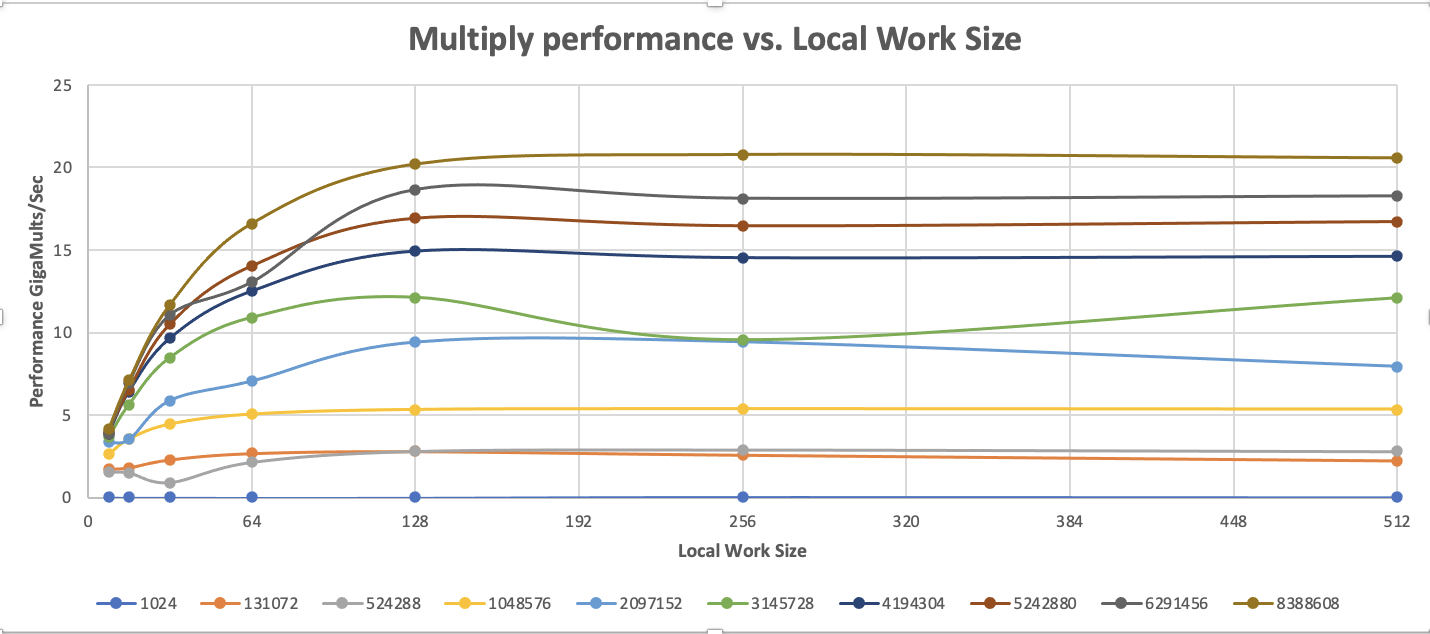 Multiply performance vs. Local Work Size
25
20
15
10
5
0
Performance GigaMults/Sec
0 64 128 192 256 320 384 448 512
Local Work Size
1024 131072 524288 1048576 2097152 3145728 4194304 5242880 6291456 8388608